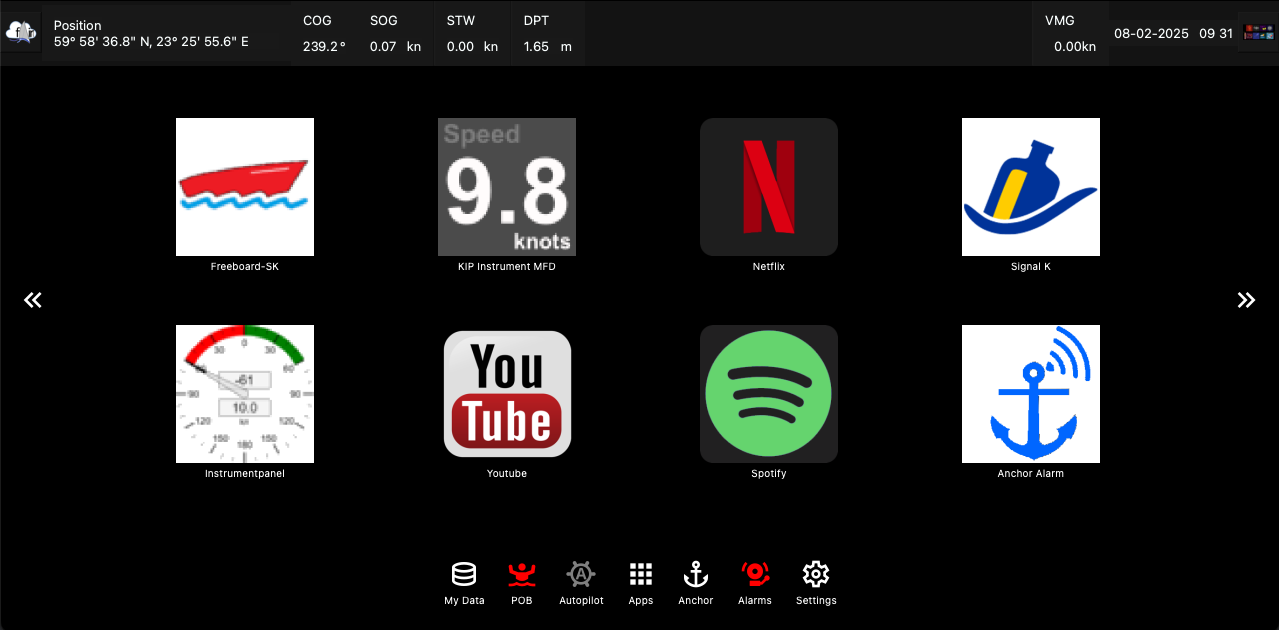 Position
59° 58' 36.8" N, 23° 25' 55.6" E
COG
239.2°
SOG
0.07 kn
STW
0.00 kn
DPT
1.65 m
VMG
0.00kn
08-02-2025 09 31
Freeboard-SK
Speed
9.8
knots
KIP Instrument MFD
Netflix
Signal K
30 0 30
60 60
-61
90 90
10.0
kn
120 120
150 150
180
Instrumentpanel
You
Tube
Youtube
Spotify
Anchor Alarm
My Data
POB
A
Autopilot
Apps
Anchor
Alarms
Settings